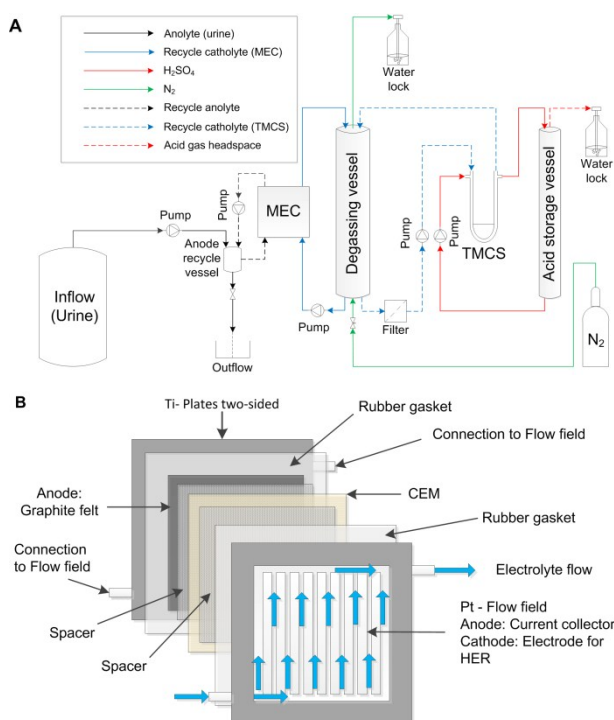 A
Anolyte (urine)
Recycle catholyte (MEC)
H₂SO₄
N₂
Recycle anolyte
Recycle catholyte (TMCS)
Acid gas headspace
Water
lock
Water
lock
Pump
Pump
MEC
Degassing vessel
Pump
Pump
TMCS
Acid storage vessel
Anode
recycle
vessel
Inflow
(Urine)
Pump
Filter
N₂
Outflow
B
Ti- Plates two-sided
Rubber gasket
Connection to Flow field
Anode:
Graphite felt
CEM
Rubber gasket
Connection
to Flow field
Electrolyte flow
Spacer
Spacer
Pt - Flow field
Anode: Current collector
Cathode: Electrode for
HER